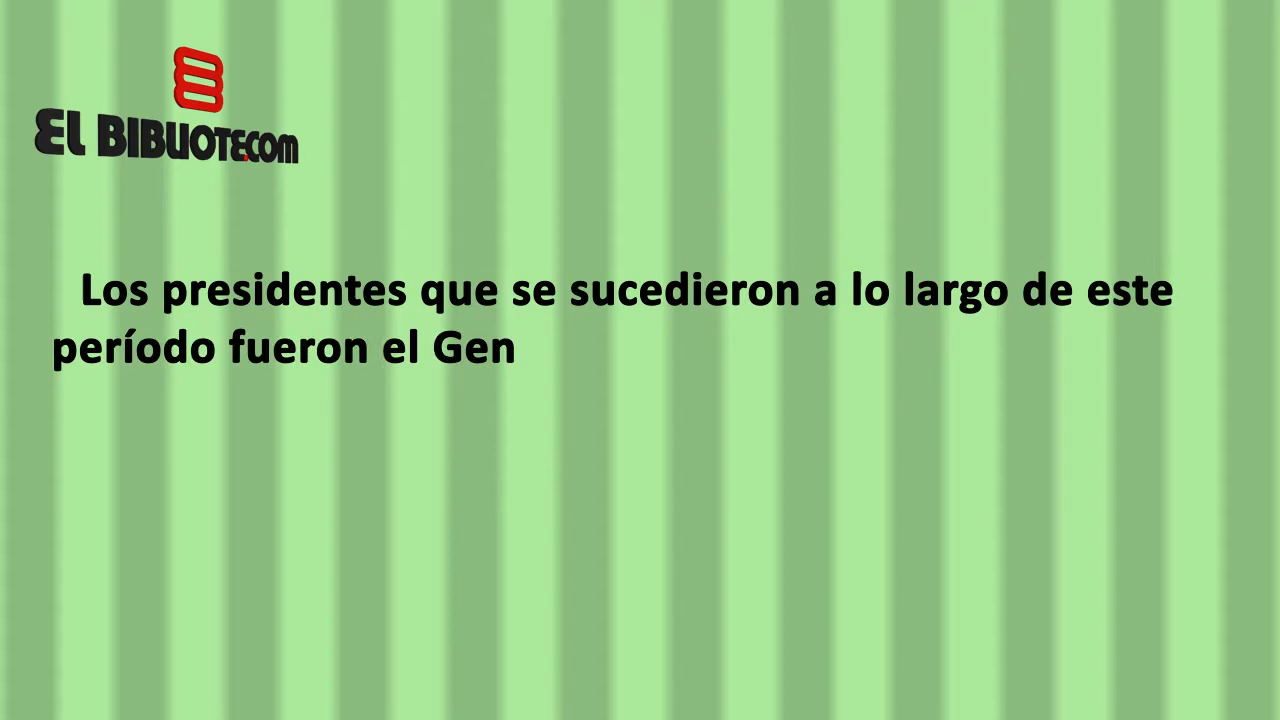 EL BIBLIOTE.COM
Los presidentes que se sucedieron a lo largo de este
período fueron el Gen